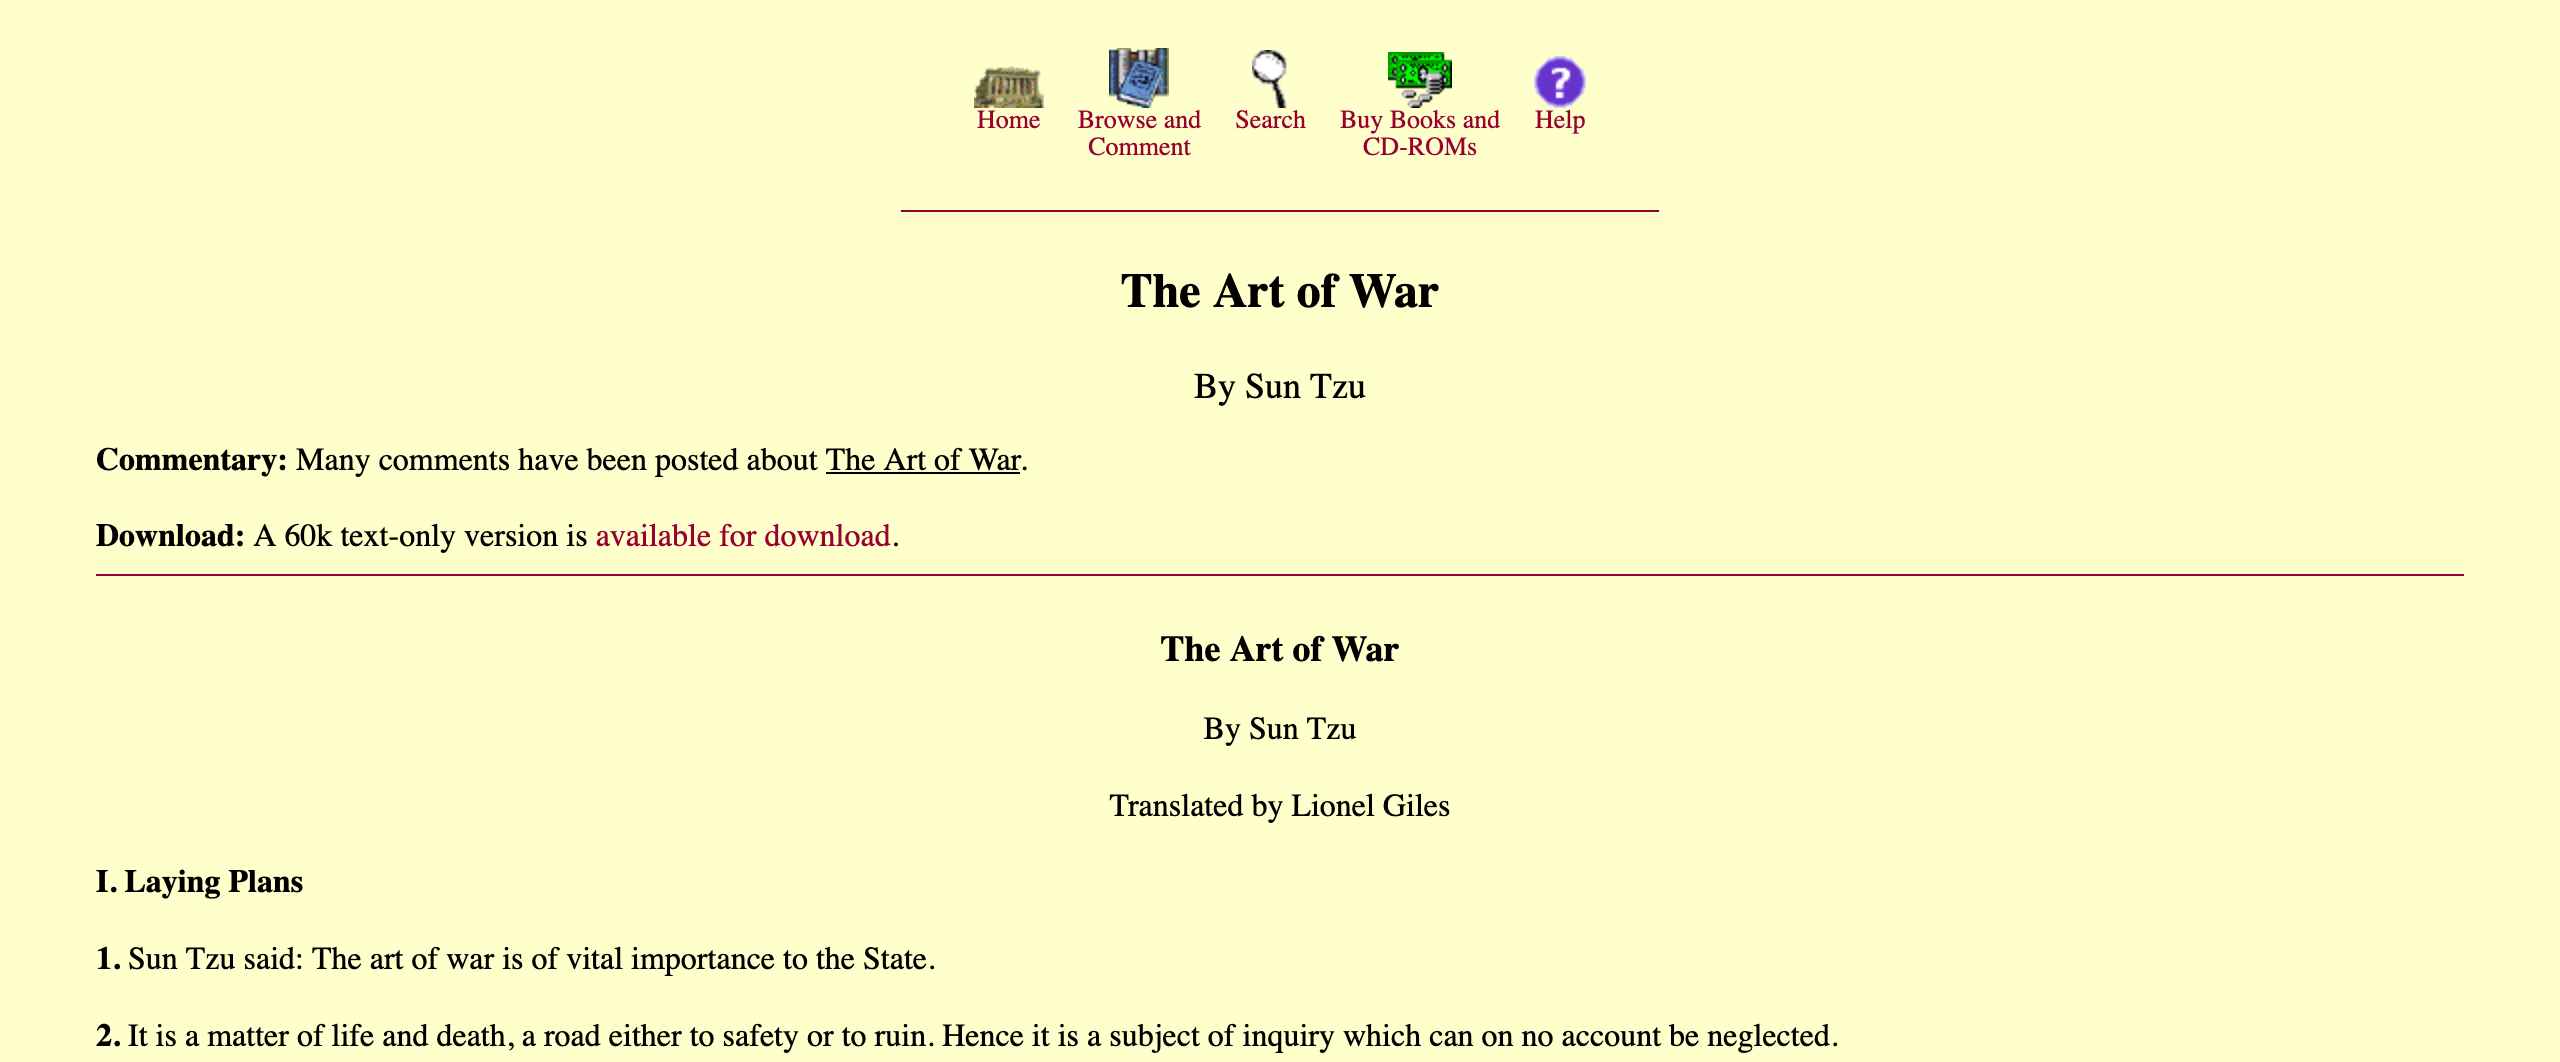 Home
Browse and
Comment
Search
Buy Books and
CD-ROMs
?
Help
The Art of War
By Sun Tzu
Commentary: Many comments have been posted about The Art of War.
Download: A 60k text-only version is available for download.
The Art of War
By Sun Tzu
Translated by Lionel Giles
I. Laying Plans
1. Sun Tzu said: The art of war is of vital importance to the State.
2. It is a matter of life and death, a road either to safety or to ruin. Hence it is a subject of inquiry which can on no account be neglected.